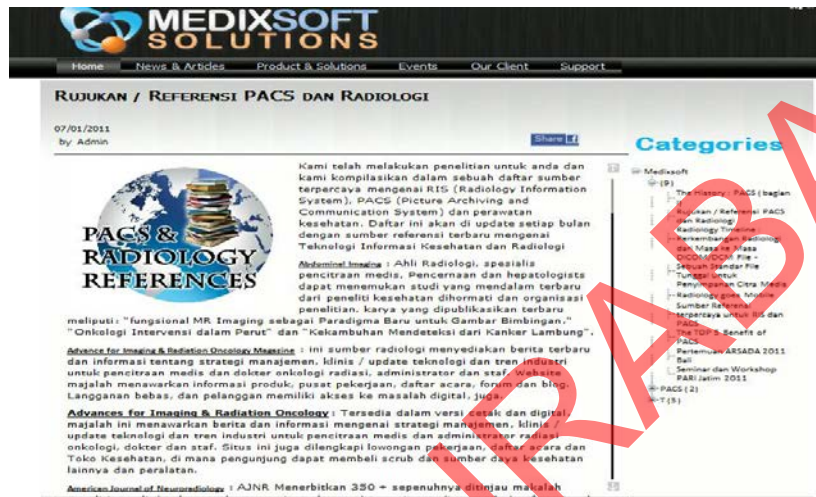 MEDIXSOFT
SOLUTIONS
Home News & Articles Product & Solutions Events Our Client Support
RUJUKAN / REFERENSI PACS DAN RADIOLOGI
07/01/2011
by Admin
Share
PACS &
RADIOLOGY
REFERENCES
Kami telah melakukan penelitian untuk anda dan
kami kompilasikan dalam sebuah daftar sumber
terpercaya mengenai RIS (Radiology Information
System), PACS (Picture Archiving and
Communication System) dan perawatan
kesehatan. Daftar ini akan di update setiap bulan
dengan sumber referensi terbaru mengenai
Teknologi Informasi Kesehatan dan Radiologi
Abdominal Imaging : Ahli Radiologi, spesialis
pencitraan medis, Pencernaan dan hepatologists
dapat menemukan studi yang mendalam terbaru
dari peneliti kesehatan dihormati dan organisasi
penelitian. karya yang dipublikasikan terbaru
meliputi: "fungsional MR Imaging sebagai Paradigma Baru untuk Gambar Bimbingan,"
"Onkologi Intervensi dalam Perut" dan "Kekambuhan Mendeteksi dari Kanker Lambung".
Advance for Imaging & Radiation Oncology Magazine : ini sumber radiologi menyediakan berita terbaru
dan informasi tentang strategi manajemen, klinis / update teknologi dan tren industri
untuk pencitraan medis dan dokter onkologi radiasi, administrator dan staf. Website
majalah menawarkan informasi produk, pusat pekerjaan, daftar acara, forum dan blog.
Langganan bebas, dan pelanggan memiliki akses ke masalah digital, juga.
Advances for Imaging & Radiation Oncology : Tersedia dalam versi cetak dan digital,
majalah ini menawarkan berita dan informasi mengenai strategi manajemen, klinis /
update teknologi dan tren industri untuk pencitraan medis dan administrator radiasi
onkologi, dokter dan staf. Situs ini juga dilengkapi lowongan pekerjaan, daftar acara dan
Toko Kesehatan, di mana pengunjung dapat membeli scrub dan sumber daya kesehatan
lainnya dan peralatan.
American Journal of Neuroradiology : AJNR Menerbitkan 350 + sepenuhnya ditinjau makalah
Categories
Medixsoft
(9)
The History : PACS ( bagian
Rujukan / Referensi PACS
dan Radiologi
Radiology Timeline :
Perkembangan Radiologi
dari Masa ke Masa
DICOM/DCM File -
Sebuah Standar File
Tunggal untuk
Penyimpanan Citra Medis
Radiology goes Mobile
Sumber Referensi
terpercaya untuk RIS dan
PACS
The TOP 5 Benefit of
PACS
Pertemuan ARSADA 2011
Bali
Seminar dan Workshop
PARI Jatim 2011
PACS (2)
T (5)
IRABA